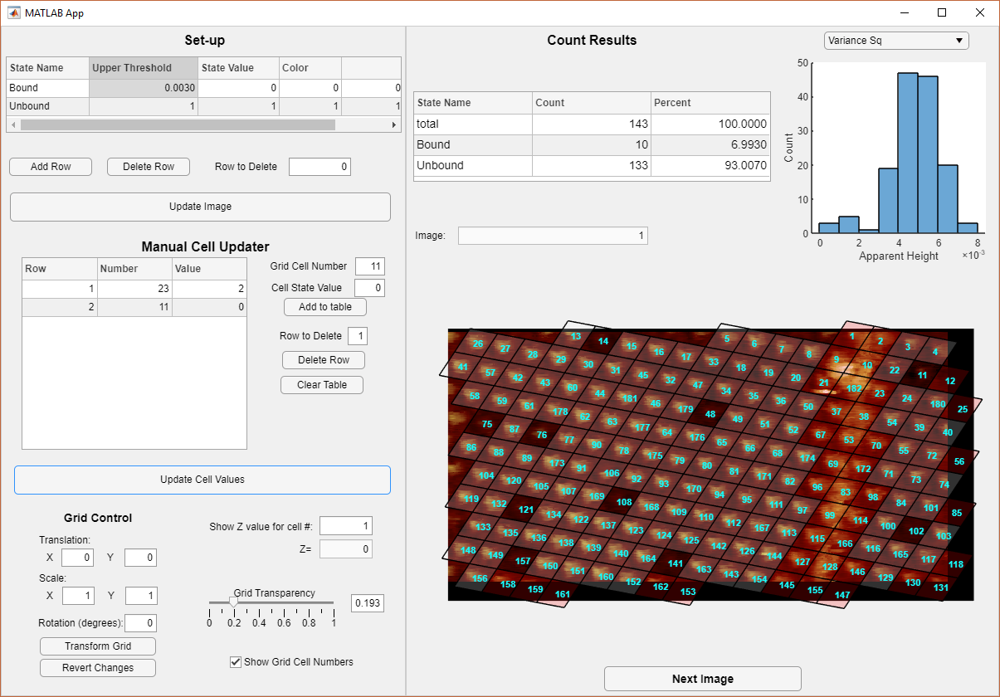 MATLAB App
Set-up
State Name Upper Threshold State Value Color
Bound 0.0030 0 0 0
Unbound 1 1 1 1
Add Row Delete Row Row to Delete 0
Update Image
Manual Cell Updater
Row Number Value
1 23 2
2 11 0
Grid Cell Number 11
Cell State Value 0
Add to table
Row to Delete 1
Delete Row
Clear Table
Update Cell Values
Grid Control
Translation:
X 0 Y 0
Scale:
X 1 Y 1
Rotation (degrees): 0
Transform Grid
Revert Changes
Show Z value for cell #: 1
Z= 0
Grid Transparency
0.193
0 0.2 0.4 0.6 0.8 1
Show Grid Cell Numbers
Count Results
State Name Count Percent
total 143 100.0000
Bound 10 6.9930
Unbound 133 93.0070
Image: 1
Variance Sq
50
40
30
20
10
0
Count
0 2 4 6 8
Apparent Height ×10-3
26 27 28 29 30 31 45 32 47 34 35 36 50 37 38 54 39 40
13 14 15 16 17 33 18 19 20 21 182 23 24 180 25
5 6 7 8 9 10 22 11 12
1 2 3 4
41 57 42 43 60 44 181 46 179 48 49 51 52 67 53 70 55 72 56
58 59 61 178 62 63 177 64 176 65 66 68 174 69 172 71 73 74
75 87 76 77 90 78 175 79 80 81 171 82 96 83 98 84 101 85
86 88 89 173 91 106 92 93 170 94 95 111 97 99 114 100 102 103
104 120 105 107 169 108 168 109 110 112 167 113 115 166 116 165 117 118
119 132 121 134 122 137 123 124 125 142 126 144 127 128 146 129 130 131
133 135 136 138 139 140 164 141 163 143 154 145 155 147
148 149 157 150 151 160 152 162 153
156 158 159 161
Next Image